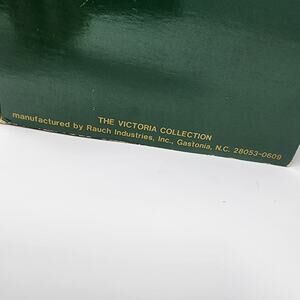 THE VICTORIA COLLECTION
manufactured by Rauch Industries, Inc., Gastonia, N.C. 28053-0609